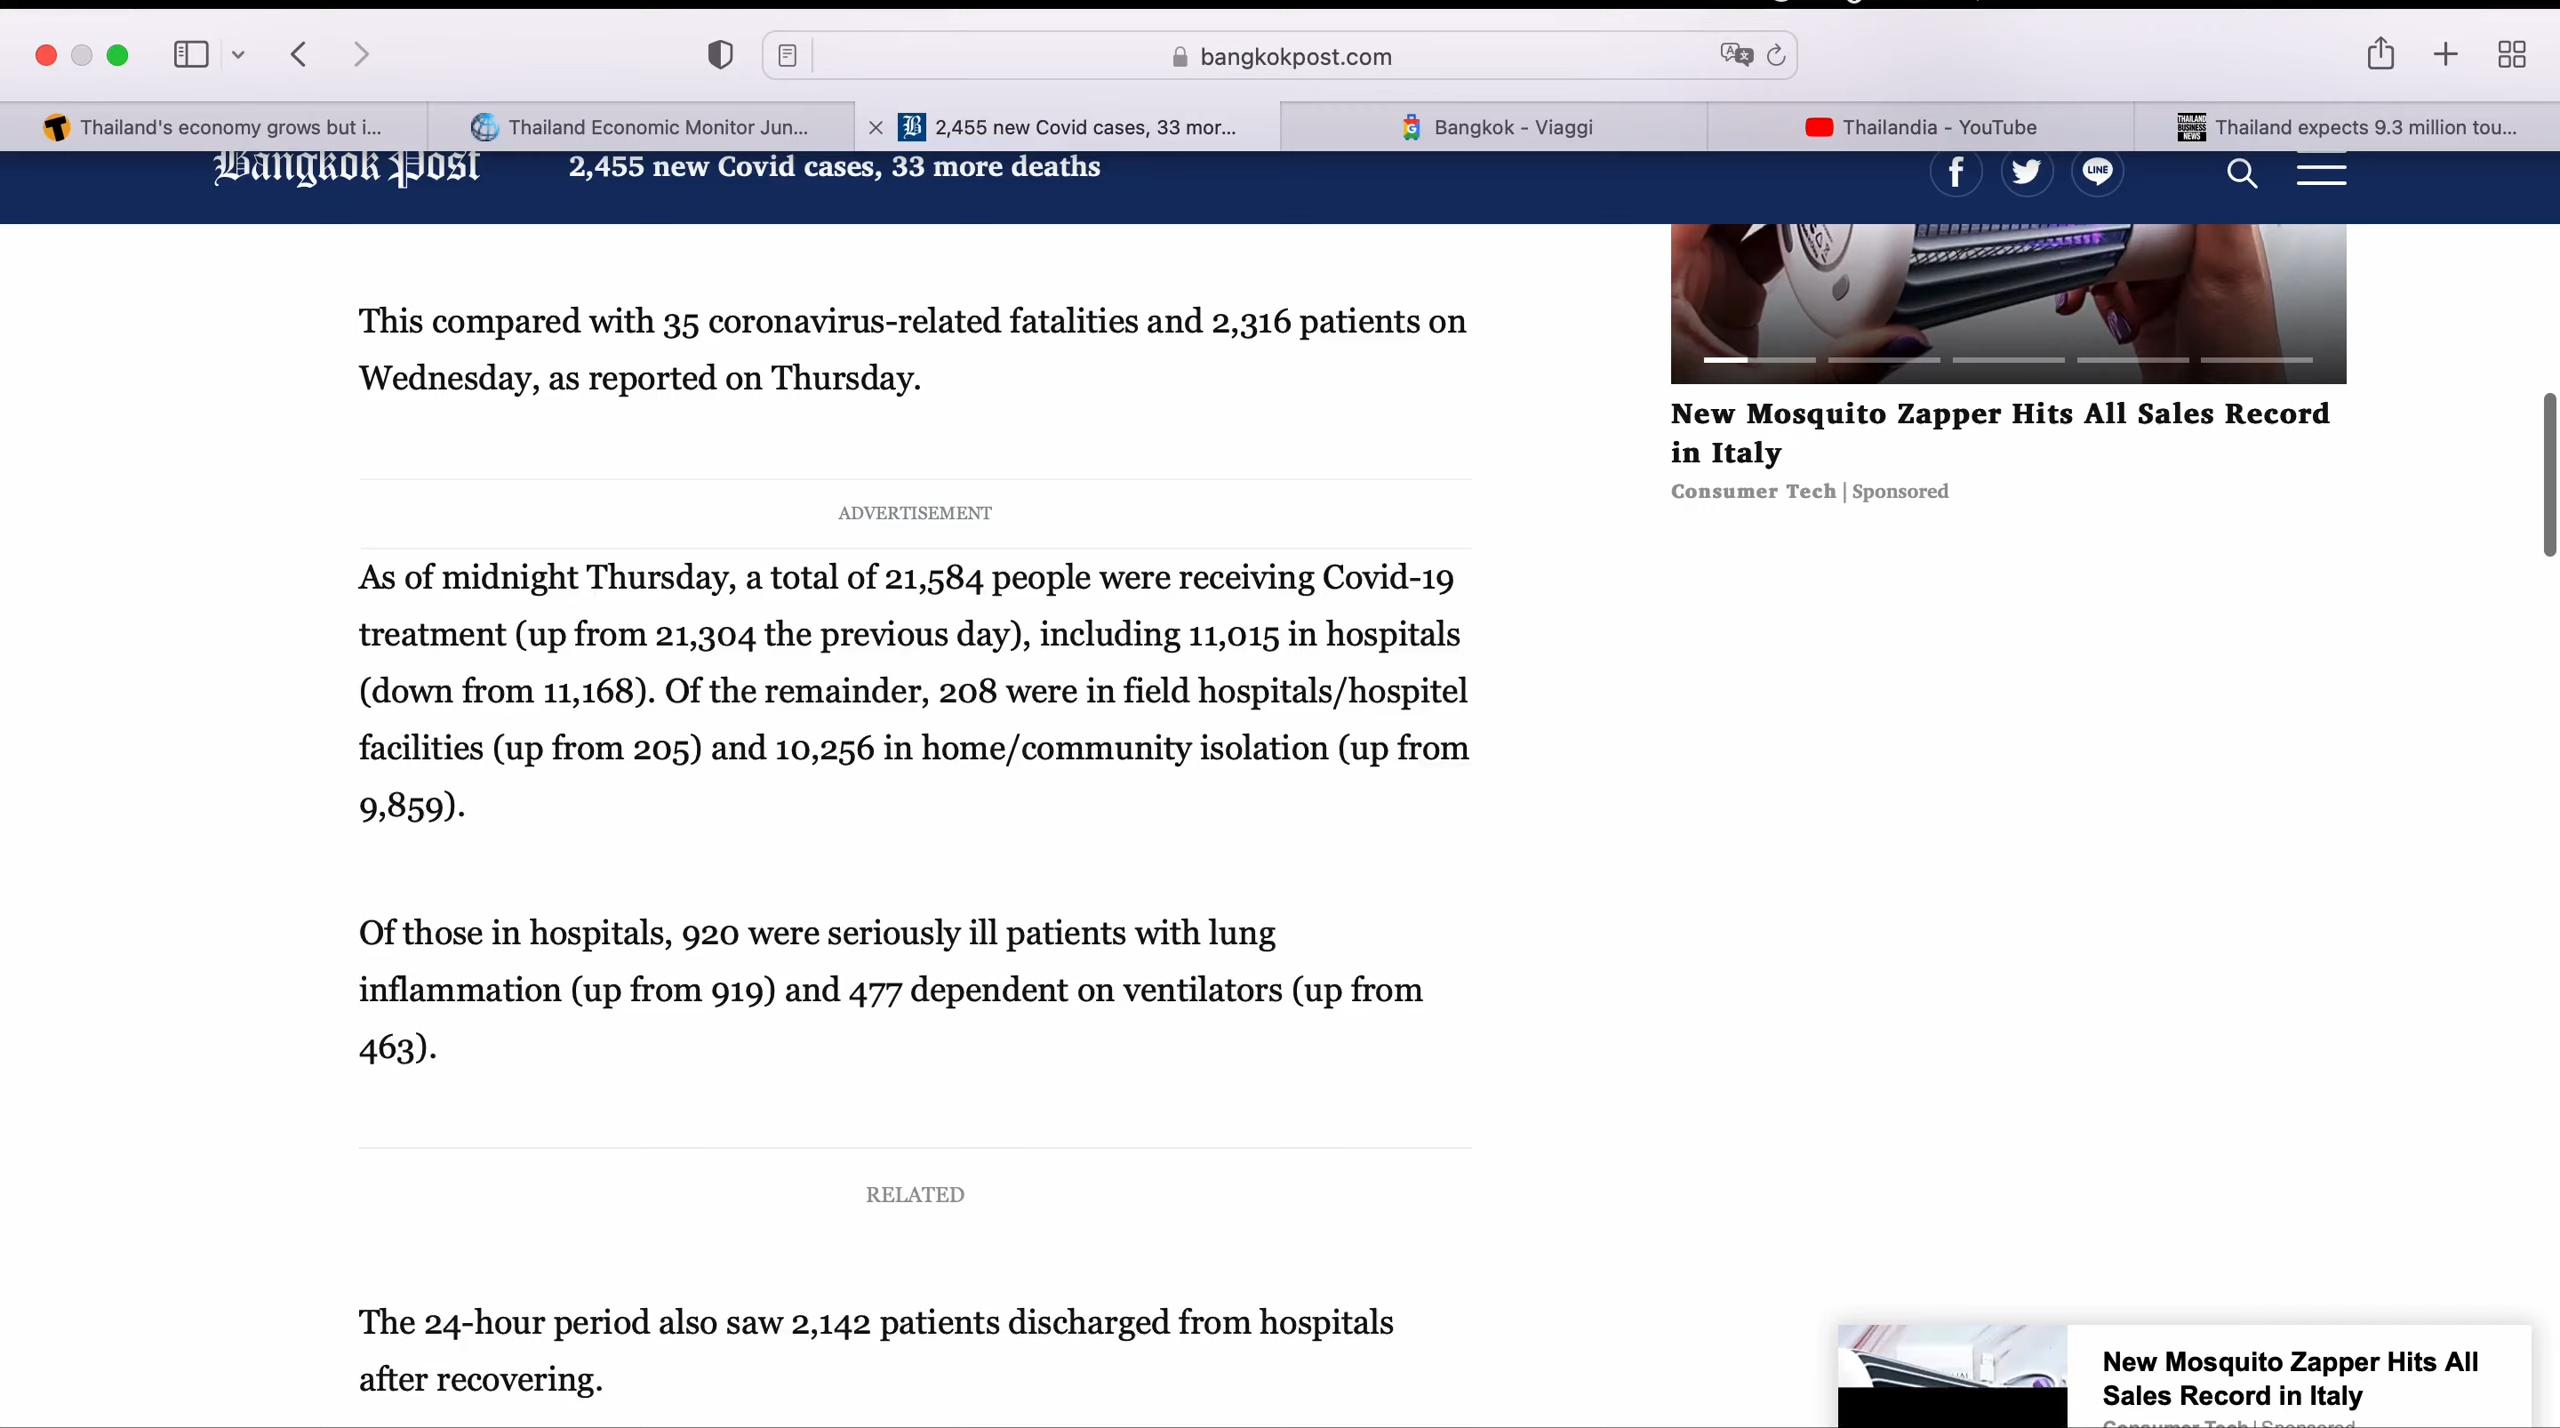 bangkokpost.com
Thailand's economy grows but i...
Thailand Economic Monitor Jun...
2,455 new Covid cases, 33 mor...
Bangkok - Viaggi
Thailandia - YouTube
Thailand expects 9.3 million tou...
Bangkok Post
2,455 new Covid cases, 33 more deaths
LINE
This compared with 35 coronavirus-related fatalities and 2,316 patients on
Wednesday, as reported on Thursday.
New Mosquito Zapper Hits All Sales Record
in Italy
Consumer Tech | Sponsored
ADVERTISEMENT
As of midnight Thursday, a total of 21,584 people were receiving Covid-19
treatment (up from 21,304 the previous day), including 11,015 in hospitals
(down from 11,168). Of the remainder, 208 were in field hospitals/hospitel
facilities (up from 205) and 10,256 in home/community isolation (up from
9,859).
Of those in hospitals, 920 were seriously ill patients with lung
inflammation (up from 919) and 477 dependent on ventilators (up from
463).
RELATED
The 24-hour period also saw 2,142 patients discharged from hospitals
after recovering.
New Mosquito Zapper Hits All
Sales Record in Italy
Consumer Tech | Sponsored